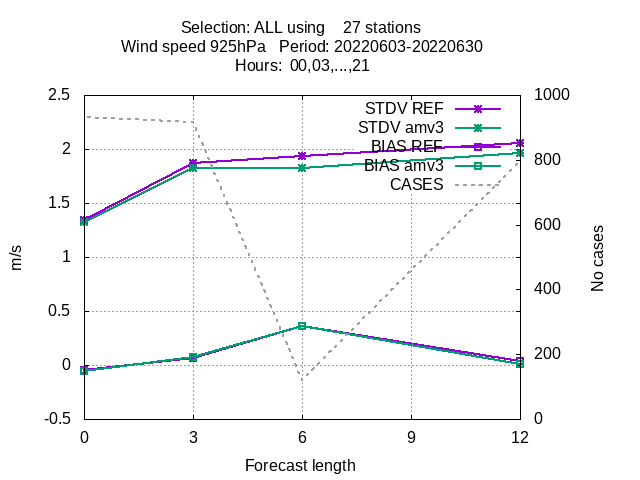 Selection: ALL using    27 stations
Wind speed 925hPa   Period: 20220603-20220630
Hours: 00,03,...,21
STDV REF
STDV amv3
BIAS REF
BIAS amv3
CASES
2.5
2
1.5
1
0.5
0
-0.5
m/s
1000
800
600
400
200
0
No cases
0 3 6 9 12
Forecast length